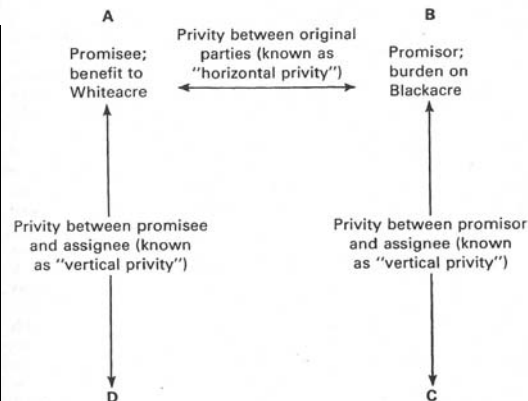 A
B
Privity between original
parties (known as
"horizontal privity")
Promisee;
benefit to
Whiteacre
Promisor;
burden on
Blackacre
Privity between promisee
and assignee (known
as "vertical privity")
Privity between promisor
and assignee (known
as "vertical privity")
D
C